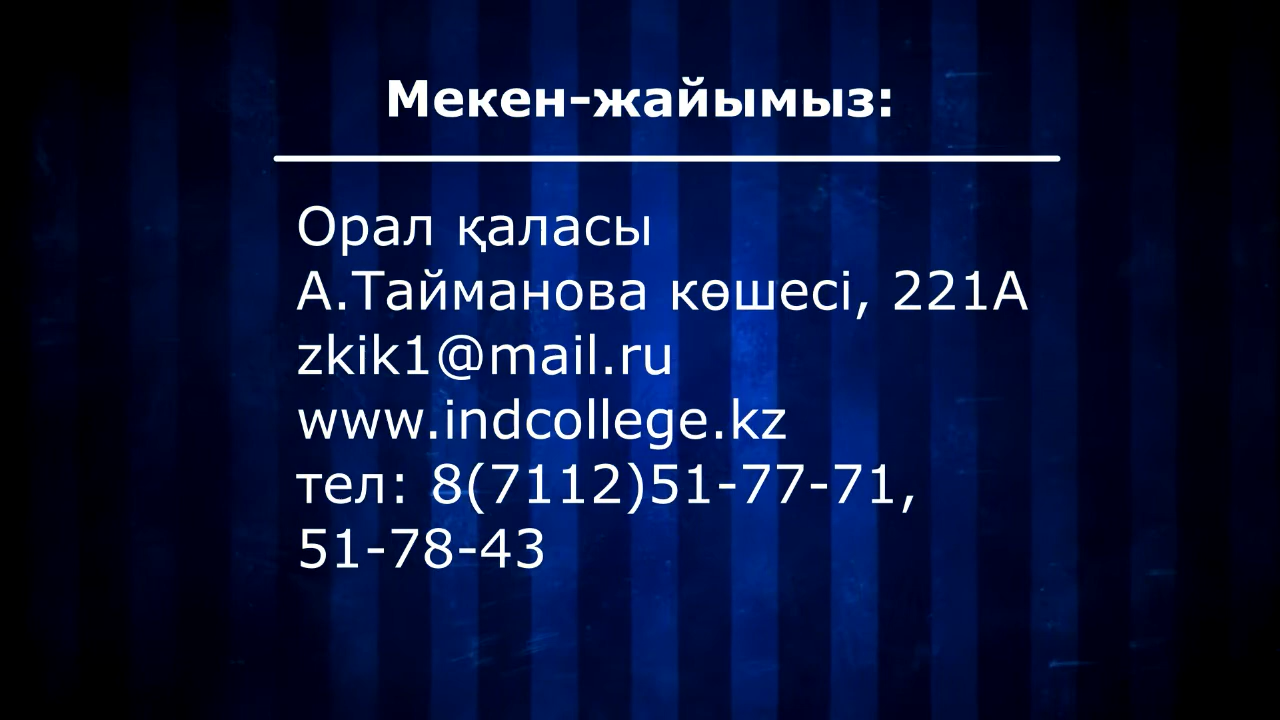 Мекен-жайымыз:
Орал қаласы
А.Тайманова көшесі, 221А
zkik1@mail.ru
www.indcollege.kz
тел: 8(7112)51-77-71,
51-78-43